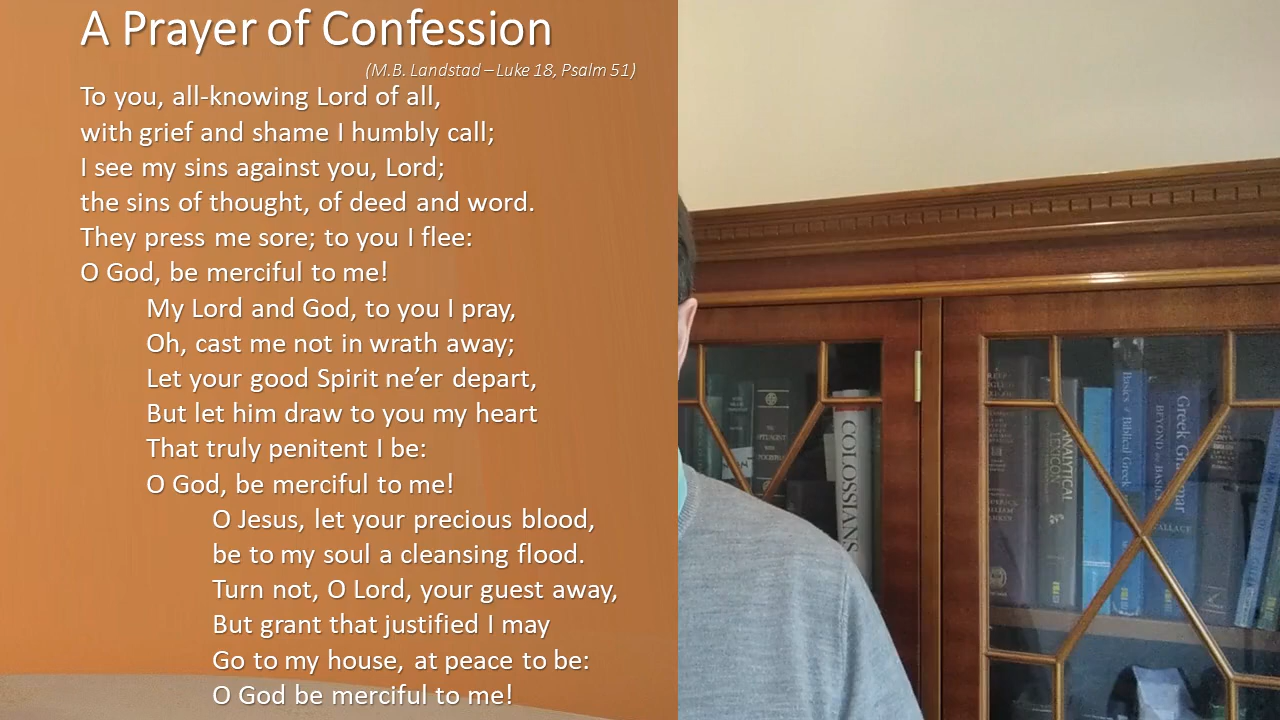 A Prayer of Confession
(M.B. Landstad – Luke 18, Psalm 51)
To you, all-knowing Lord of all,
with grief and shame I humbly call;
I see my sins against you, Lord;
the sins of thought, of deed and word.
They press me sore; to you I flee:
O God, be merciful to me!
My Lord and God, to you I pray,
Oh, cast me not in wrath away;
Let your good Spirit ne’er depart,
But let him draw to you my heart
That truly penitent I be:
O God, be merciful to me!
O Jesus, let your precious blood,
be to my soul a cleansing flood.
Turn not, O Lord, your guest away,
But grant that justified I may
Go to my house, at peace to be:
O God be merciful to me!
COLOSSIANS
ANALYTICAL
LEXICON
Basics of Biblical Greek
Greek Grammar
BEYOND the BASICS
WALLACE